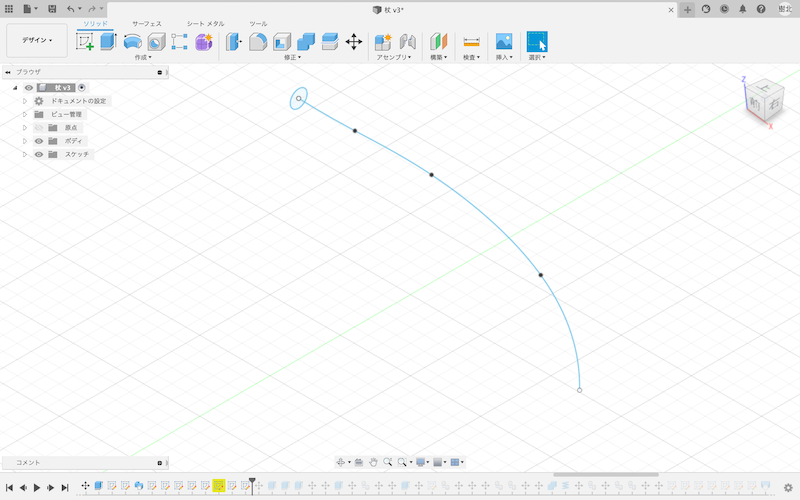 杖 v3*
樹北
ソリッド サーフェス シート メタル ツール
デザイン
作成 修正 アセンブリ 構築 検査 挿入 選択
ブラウザ
杖 v3
ドキュメントの設定
ビュー管理
原点
ボディ
スケッチ
Z
上
前 右
X
コメント